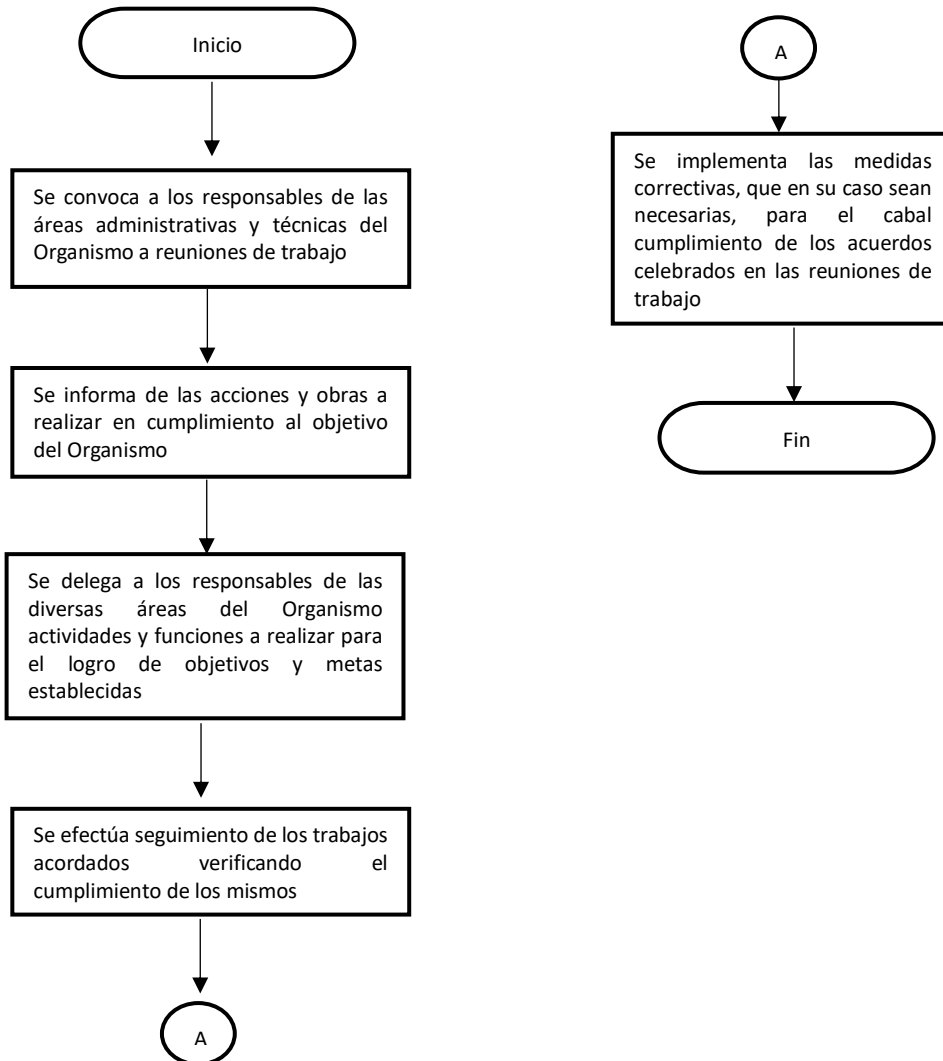 Inicio
Se convoca a los responsables de las
áreas administrativas y técnicas del
Organismo a reuniones de trabajo
Se informa de las acciones y obras a
realizar en cumplimiento al objetivo
del Organismo
Se delega a los responsables de las
diversas áreas del Organismo
actividades y funciones a realizar para
el logro de objetivos y metas
establecidas
Se efectúa seguimiento de los trabajos
acordados verificando el
cumplimiento de los mismos
A
A
Se implementa las medidas
correctivas, que en su caso sean
necesarias, para el cabal
cumplimiento de los acuerdos
celebrados en las reuniones de
trabajo
Fin